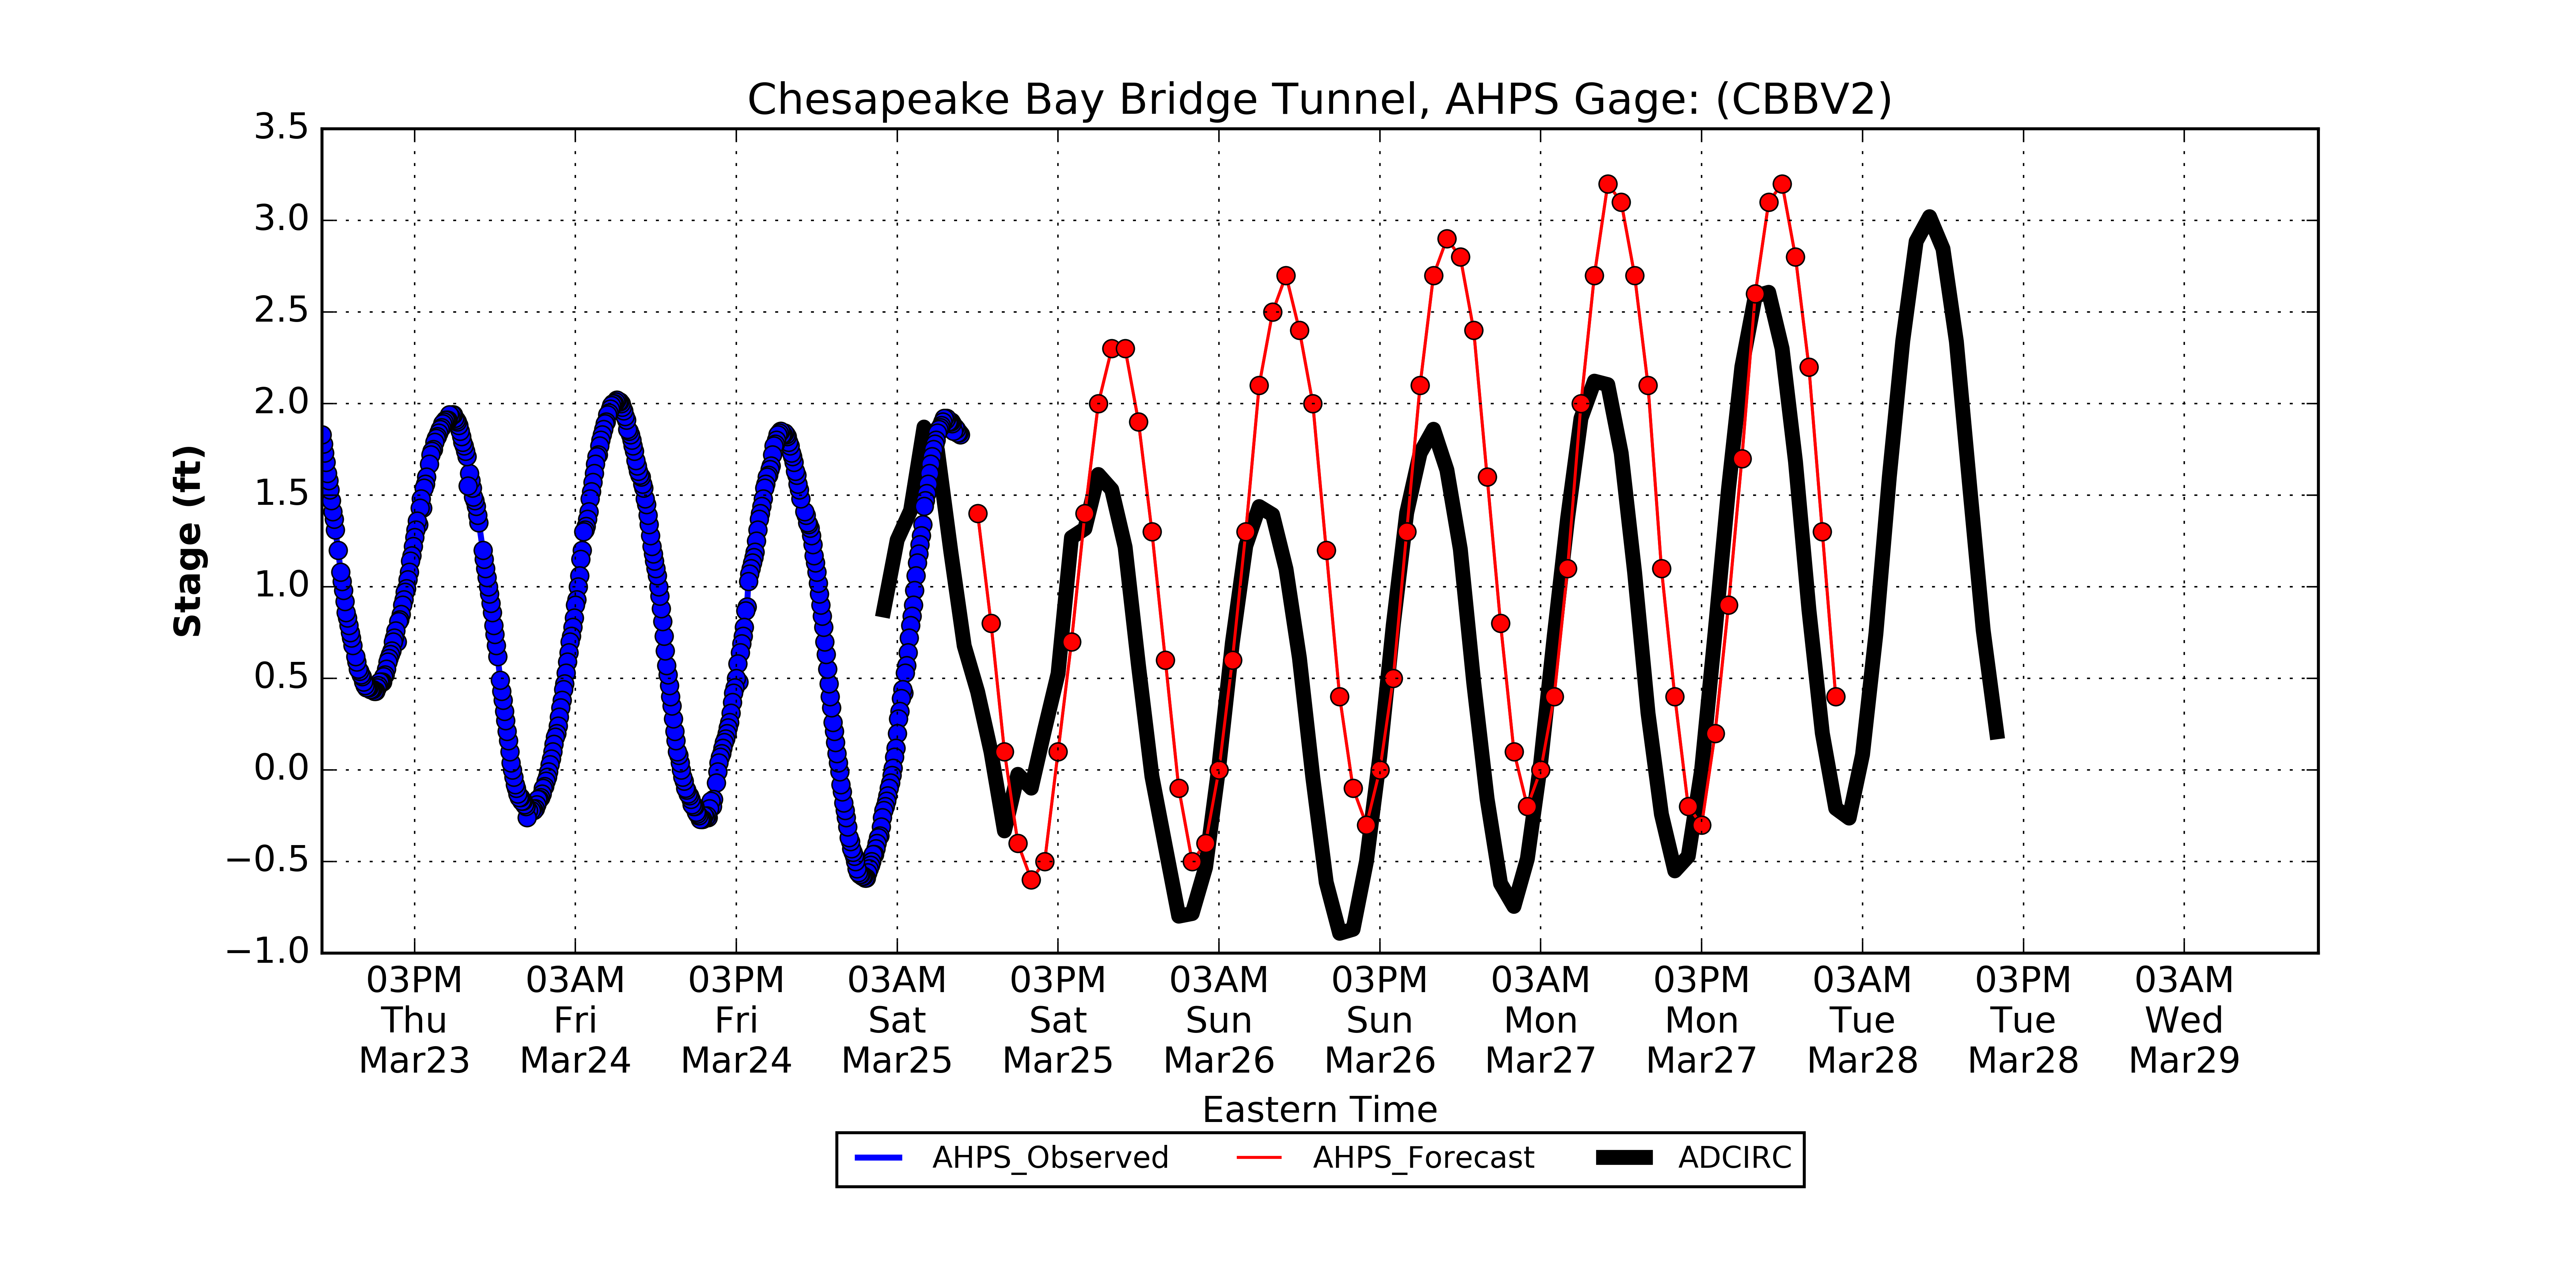 Chesapeake Bay Bridge Tunnel, AHPS Gage: (CBBV2)
3.5
3.0
2.5
2.0
1.5
1.0
0.5
0.0
−0.5
−1.0
Stage (ft)
03PM 03AM 03PM 03AM 03PM 03AM 03PM 03AM 03PM 03AM 03PM 03AM
Thu Fri Fri Sat Sat Sun Sun Mon Mon Tue Tue Wed
Mar23 Mar24 Mar24 Mar25 Mar25 Mar26 Mar26 Mar27 Mar27 Mar28 Mar28 Mar29
Eastern Time
AHPS_Observed AHPS_Forecast ADCIRC